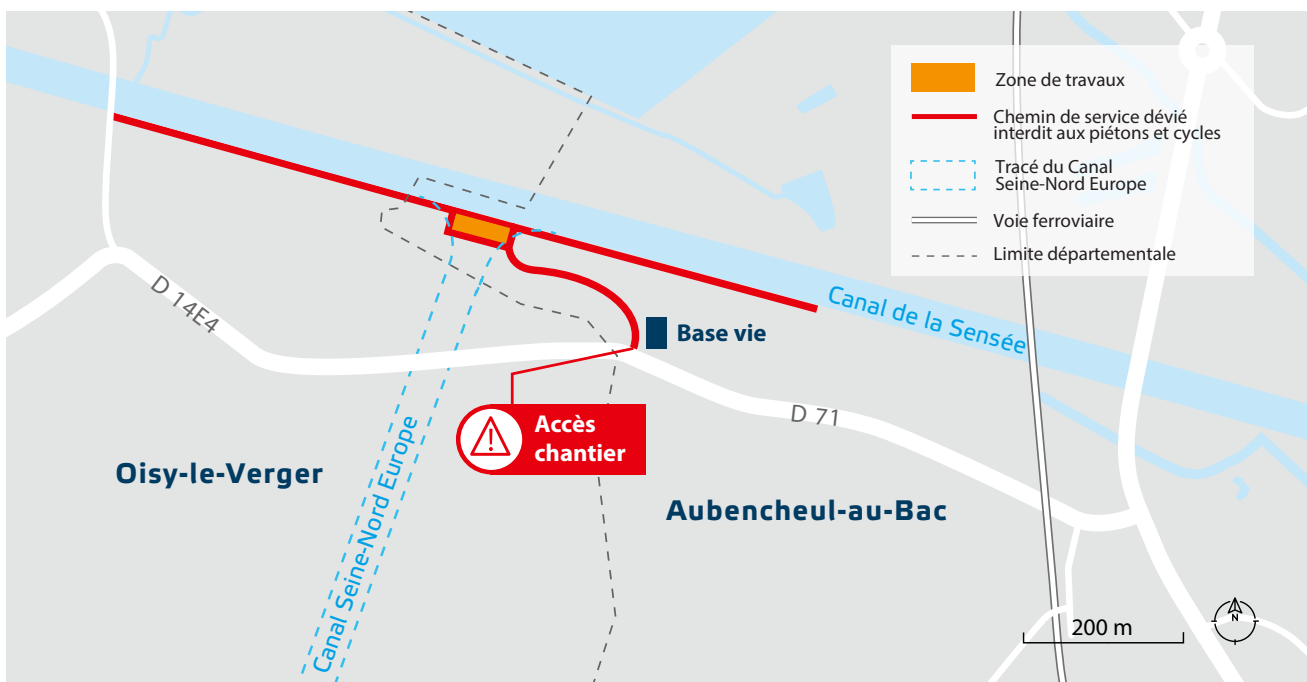 Zone de travaux
Chemin de service dévié
interdit aux piétons et cycles
Tracé du Canal
Seine-Nord Europe
Voie ferroviaire
Limite départementale
D 14E4
Canal de la Sensée
Base vie
Accès
chantier
D 71
Oisy-le-Verger
Canal Seine-Nord Europe
Aubencheul-au-Bac
200 m
N